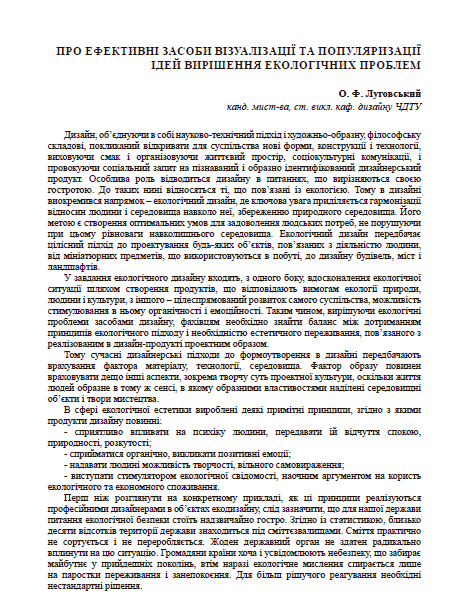 ПРО ЕФЕКТИВНІ ЗАСОБИ ВІЗУАЛІЗАЦІЇ ТА ПОПУЛЯРИЗАЦІЇ
ІДЕЙ ВИРІШЕННЯ ЕКОЛОГІЧНИХ ПРОБЛЕМ
О. Ф. Луговський
канд. мист-ва, ст. викл. каф. дизайну ЧДТУ
Дизайн, об’єднуючи в собі науково-технічний підхід і художньо-образну, філософську
складові, покликаний відкривати для суспільства нові форми, конструкції і технології,
виховуючи смак і організовуючи життєвий простір, соціокультурні комунікації, і
провокуючи соціальний запит на пізнаваний і образно ідентифікований дизайнерський
продукт. Особлива роль відводиться дизайну в питаннях, що вирізняються своєю
гостротою. До таких нині відносяться ті, що пов’язані із екологією. Тому в дизайні
виокремився напрямок – екологічний дизайн, де ключова увага приділяється гармонізації
відносин людини і середовища навколо неї, збереженню природного середовища. Його
метою є створення оптимальних умов для задоволення людських потреб, не порушуючи
при цьому рівноваги навколишнього середовища. Екологічний дизайн передбачає
цілісний підхід до проектування будь-яких об’єктів, пов’язаних з діяльністю людини,
від мініатюрних предметів, що використовуються в побуті, до дизайну будівель, міст і
ландшафтів.
У завдання екологічного дизайну входять, з одного боку, вдосконалення екологічної
ситуації шляхом створення продуктів, що відповідають вимогам екології природи,
людини і культури, з іншого – цілеспрямований розвиток самого суспільства, можливість
стимулювання в ньому органічності і емоційності. Таким чином, вирішуючи екологічні
проблеми засобами дизайну, фахівцям необхідно знайти баланс між дотриманням
принципів екологічного підходу і необхідністю естетичного переживання, пов’язаного з
реалізованим в дизайн-продукті проектним образом.
Тому сучасні дизайнерські підходи до формоутворення в дизайні передбачають
врахування фактора матеріалу, технології, середовища. Фактор образу повинен
враховувати дещо інші аспекти, зокрема творчу суть проектної культури, оскільки життя
людей образне в тому ж сенсі, в якому образними властивостями наділені середовищні
об’єкти і твори мистецтва.
В сфері екологічної естетики вироблені деякі примітні принципи, згідно з якими
продукти дизайну повинні:
- сприятливо впливати на психіку людини, передавати їй відчуття спокою,
природності, розкутості;
- сприйматися органічно, викликати позитивні емоції;
- надавати людині можливість творчості, вільного самовираження;
- виступати стимулятором екологічної свідомості, наочним аргументом на користь
екологічного та економного споживання.
Перш ніж розглянути на конкретному прикладі, як ці принципи реалізуються
професійними дизайнерами в об’єктах екодизайну, слід зазначити, що для нашої держави
питання екологічної безпеки стоїть надзвичайно гостро. Згідно із статистикою, близько
десяти відсотків території держави знаходиться під сміттєзвалищами. Сміття практично
не сортується і не переробляється. Жоден державний орган не здатен радикально
вплинути на цю ситуацію. Громадяни країни хоча і усвідомлюють небезпеку, що забирає
майбутнє у прийдешніх поколінь, втім наразі екологічне мислення спирається лише
на паростки переживання і занепокоєння. Для більш рішучого реагування необхідні
нестандартні рішення.